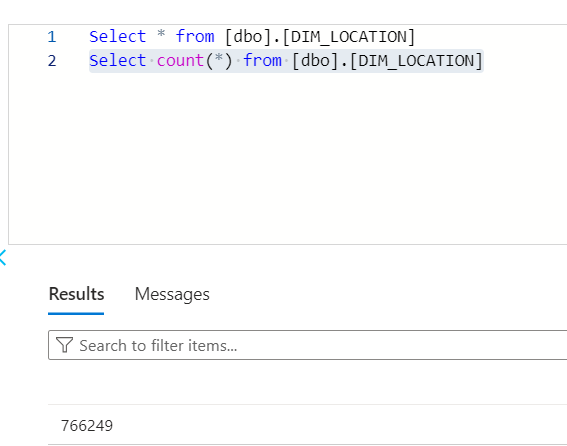 1 Select * from [dbo].[DIM_LOCATION]
2 Select count(*) from [dbo].[DIM_LOCATION]
Results Messages
Search to filter items...
766249